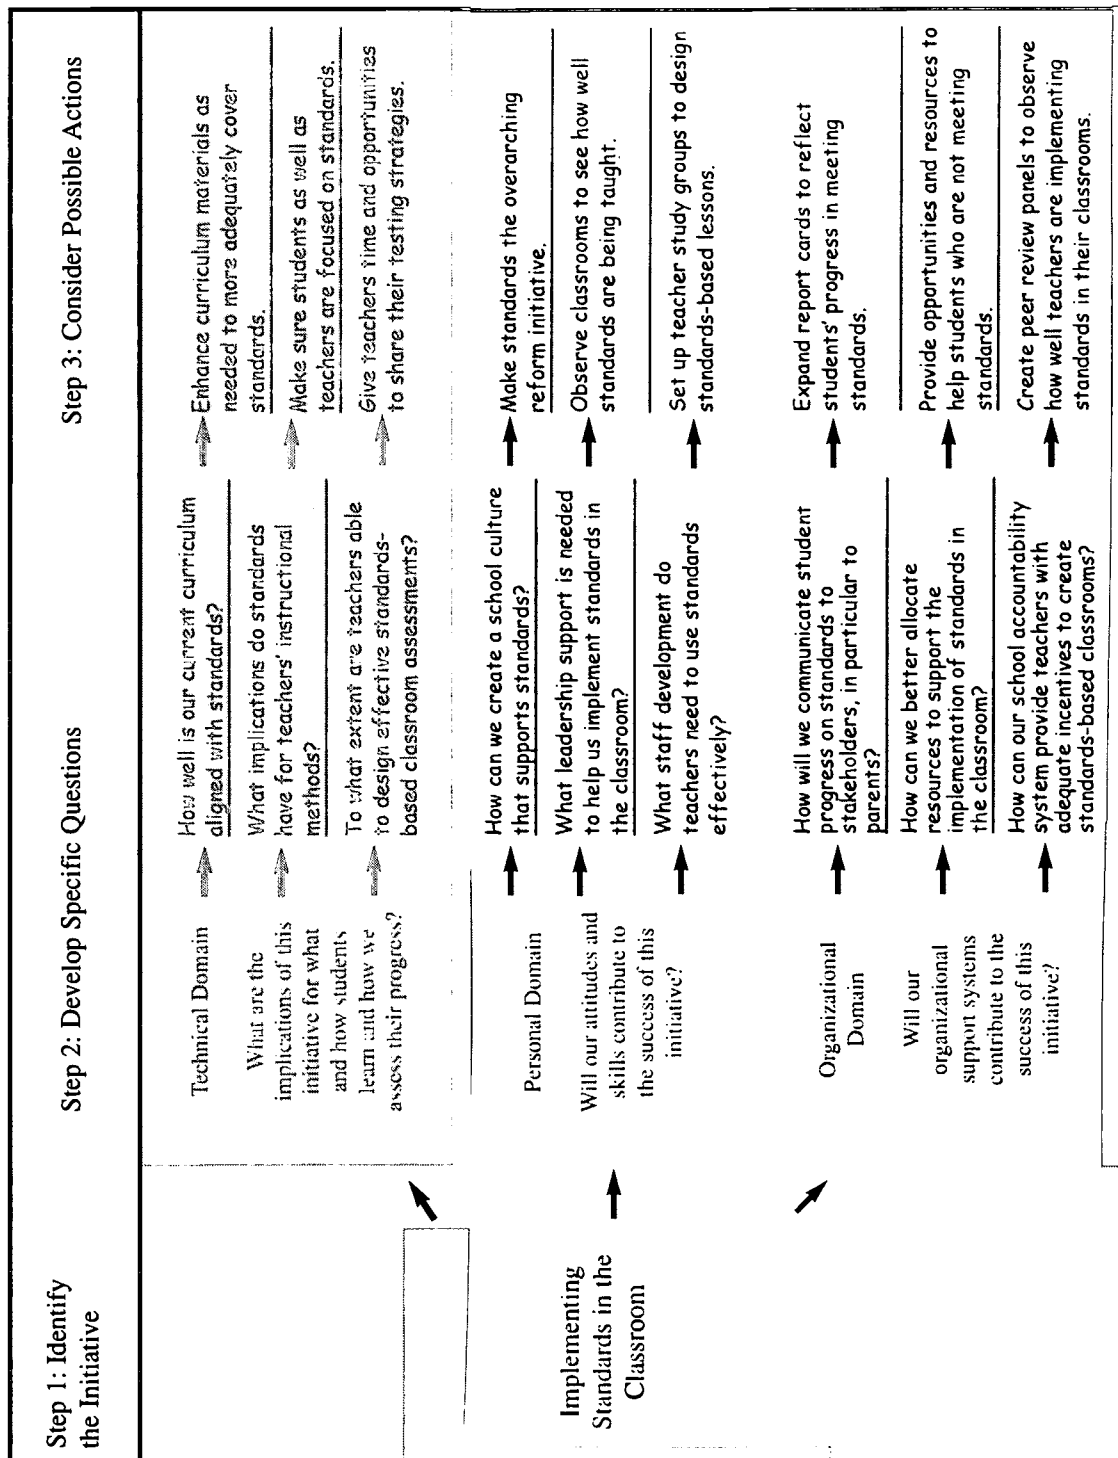 Step 1: Identify
the Initiative
Step 2: Develop Specific Questions
Step 3: Consider Possible Actions
Implementing
Standards in the
Classroom
Technical Domain
What are the
implications of this
initiative for what
and how students
learn and how we
assess their progress?
How well is our current curriculum
aligned with standards?
Enhance curriculum materials as
needed to more adequately cover
standards.
What implications do standards
have for teachers' instructional
methods?
Make sure students as well as
teachers are focused on standards.
To what extent are teachers able
to design effective standards-
based classroom assessments?
Give teachers time and opportunities
to share their testing strategies.
Personal Domain
Will our attitudes and
skills contribute to
the success of this
initiative?
How can we create a school culture
that supports standards?
Make standards the overarching
reform initiative.
What leadership support is needed
to help us implement standards in
the classroom?
Observe classrooms to see how well
standards are being taught.
What staff development do
teachers need to use standards
effectively?
Set up teacher study groups to design
standards-based lessons.
Organizational
Domain
Will our
organizational
support systems
contribute to the
success of this
initiative?
How will we communicate student
progress on standards to
stakeholders, in particular to
parents?
Expand report cards to reflect
student's progress in meeting
standards.
How can we better allocate
resources to support the
implementation of standards in
the classroom?
Provide opportunities and resources to
help students who are not meeting
standards.
How can our school accountability
system provide teachers with
adequate incentives to create
standards-based classrooms?
Create peer review panels to observe
how well teachers are implementing
standards in their classrooms.